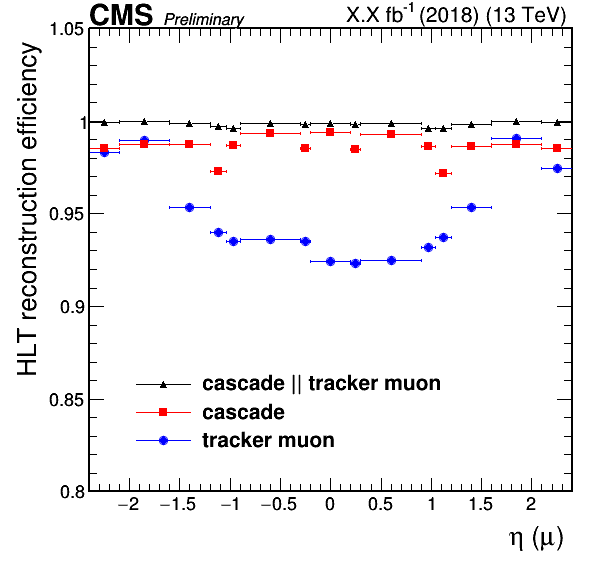 CMS Preliminary X.X fb⁻¹ (2018) (13 TeV)
HLT reconstruction efficiency
1.05
1
0.95
0.9
0.85
0.8
cascade || tracker muon
cascade
tracker muon
−2 −1.5 −1 −0.5 0 0.5 1 1.5 2
η (μ)